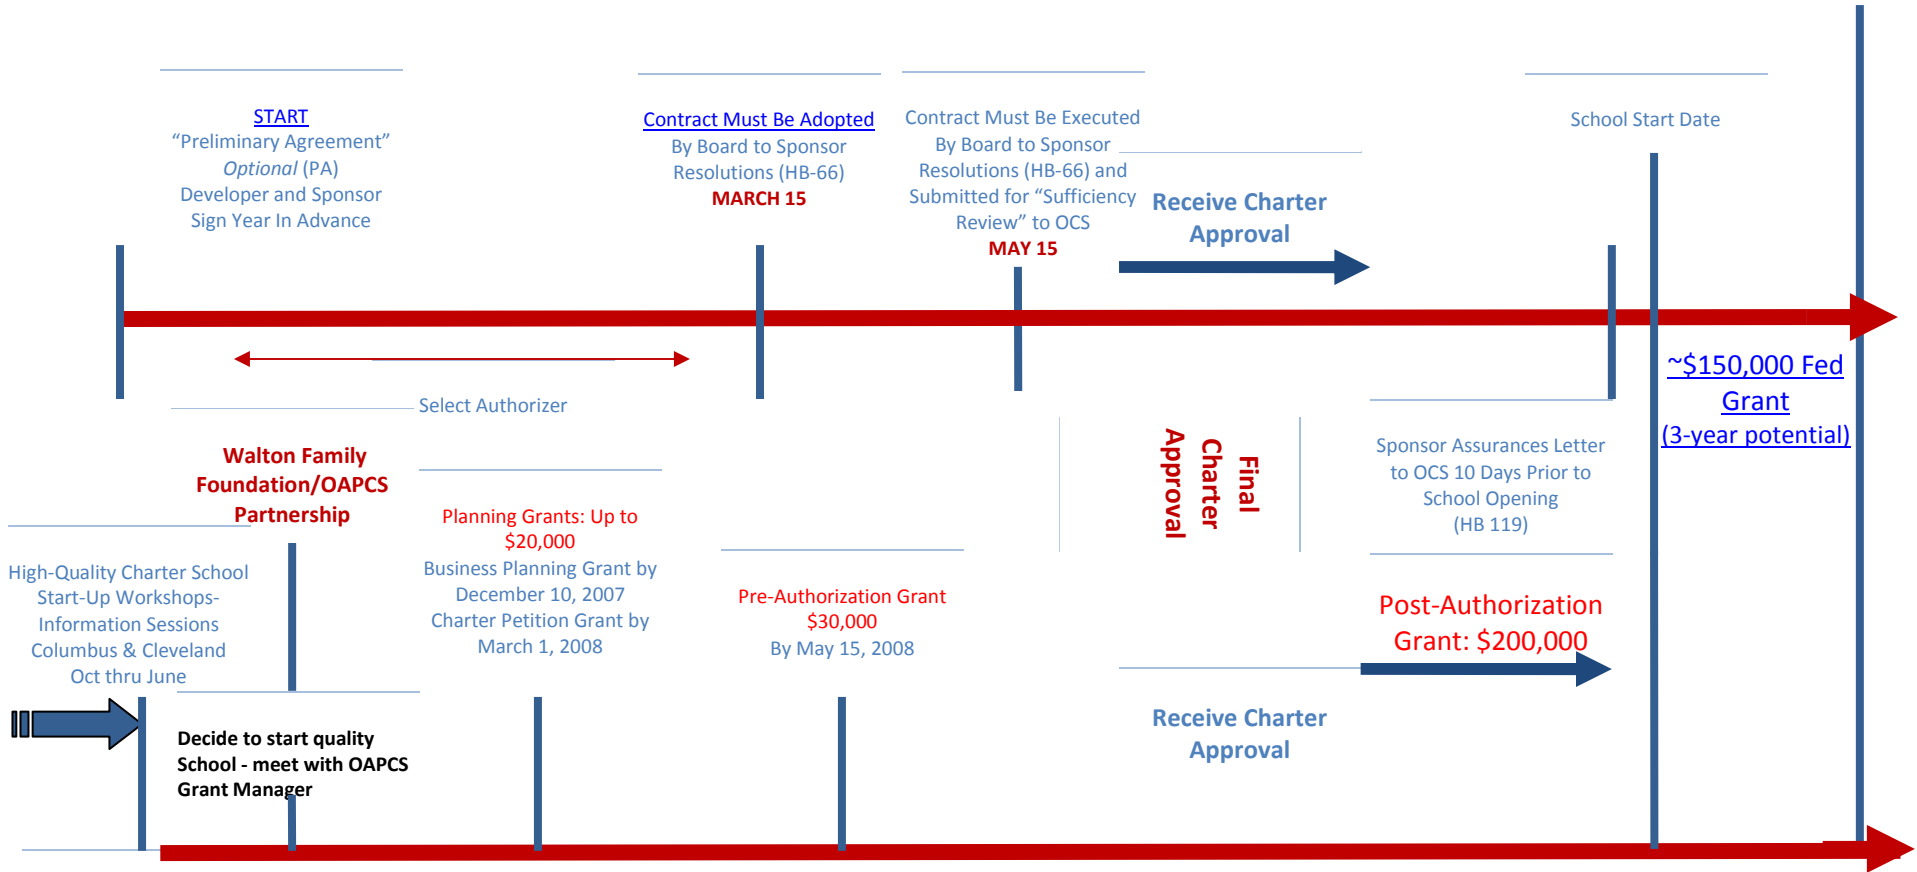 START
“Preliminary Agreement”
Optional (PA)
Developer and Sponsor
Sign Year In Advance
Contract Must Be Adopted
By Board to Sponsor
Resolutions (HB-66)
MARCH 15
Contract Must Be Executed
By Board to Sponsor
Resolutions (HB-66) and
Submitted for “Sufficiency
Review” to OCS
MAY 15
Receive Charter
Approval
School Start Date
~$150,000 Fed
Grant
(3-year potential)
Select Authorizer
Walton Family
Foundation/OAPCS
Partnership
High-Quality Charter School
Start-Up Workshops-
Information Sessions
Columbus & Cleveland
Oct thru June
Decide to start quality
School - meet with OAPCS
Grant Manager
Planning Grants: Up to
$20,000
Business Planning Grant by
December 10, 2007
Charter Petition Grant by
March 1, 2008
Pre-Authorization Grant
$30,000
By May 15, 2008
Final
Charter
Approval
Receive Charter
Approval
Sponsor Assurances Letter
to OCS 10 Days Prior to
School Opening
(HB 119)
Post-Authorization
Grant: $200,000